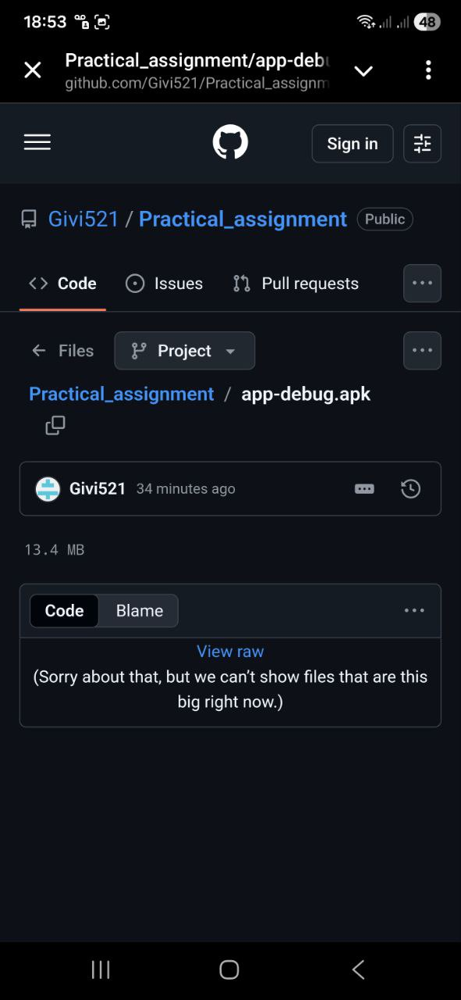 18:53
48
Practical_assignment/app-deb
github.com/Givi521/Practical_assignm
Sign in
Givi521 / Practical_assignment Public
Code Issues Pull requests
Files Project
Practical_assignment / app-debug.apk
Givi521 34 minutes ago
13.4 MB
Code Blame
View raw
(Sorry about that, but we can’t show files that are this
big right now.)